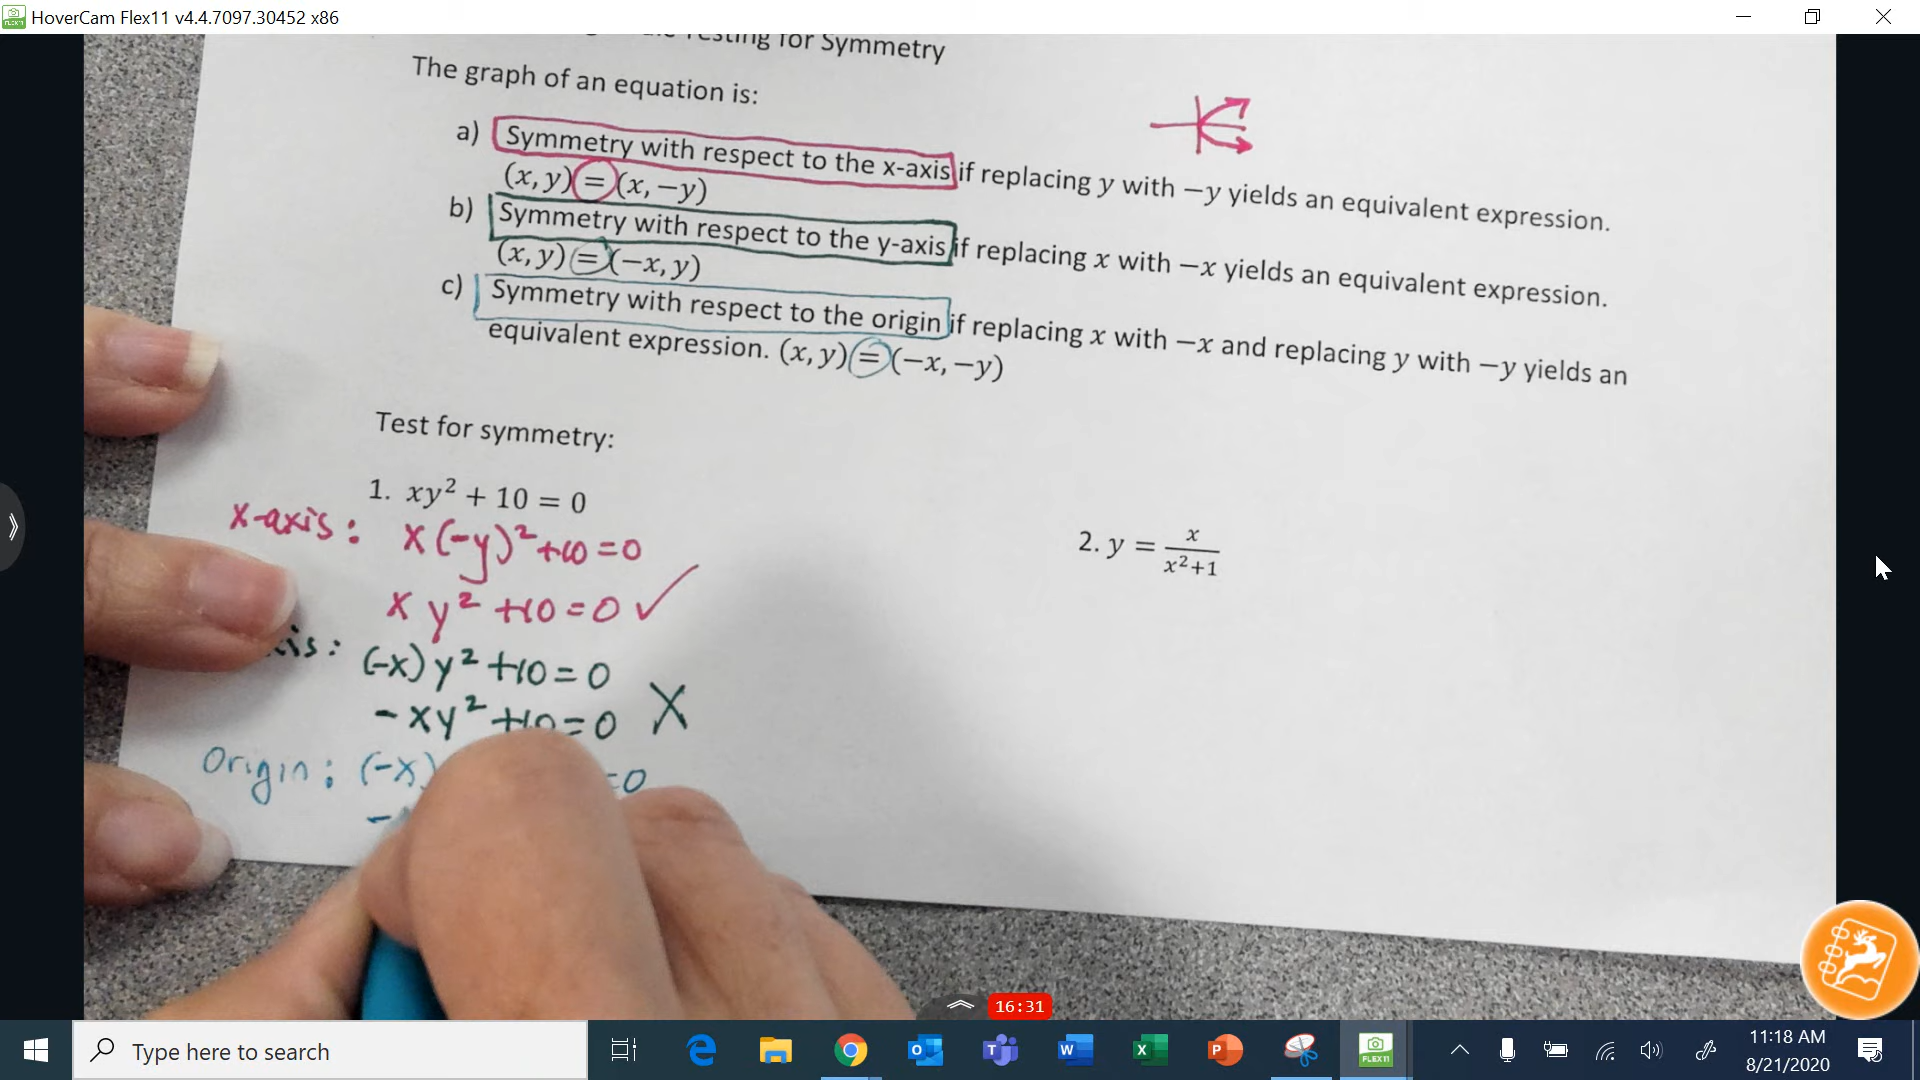 HoverCam Flex11 v4.4.7097.30452 x86
Testing for Symmetry
The graph of an equation is:
a) Symmetry with respect to the x-axis if replacing y with −y yields an equivalent expression.
(x, y) = (x, −y)
b) Symmetry with respect to the y-axis if replacing x with −x yields an equivalent expression.
(x, y) = (−x, y)
c) Symmetry with respect to the origin if replacing x with −x and replacing y with −y yields an
equivalent expression. (x, y) = (−x, −y)
Test for symmetry:
1. xy² + 10 = 0
x-axis: x(-y)²+10=0
xy²+10=0 ✓
is: (-x)y²+10=0
-xy²+10=0 X
Origin: (-x) =0
-
2. y = x/(x²+1)
16:31
Type here to search
FLEX11
11:18 AM
8/21/2020